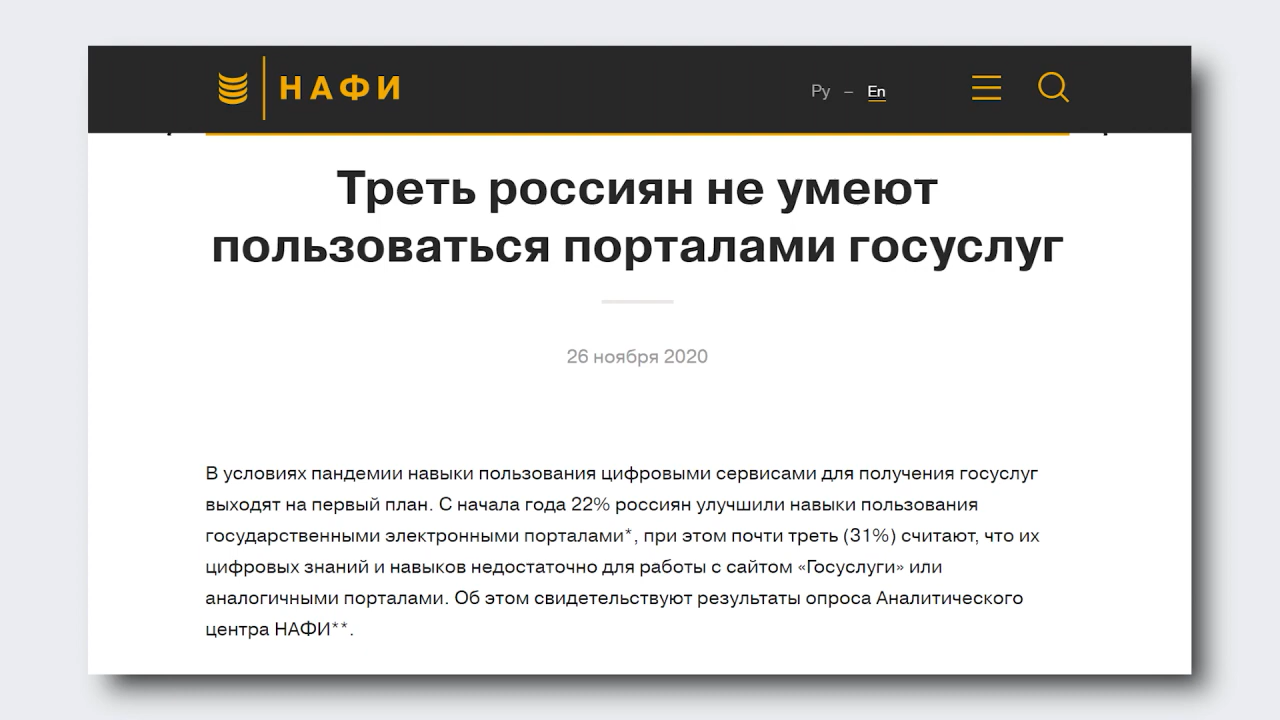 НАФИ
Ру – En
Треть россиян не умеют
пользоваться порталами госуслуг
26 ноября 2020
В условиях пандемии навыки пользования цифровыми сервисами для получения госуслуг
выходят на первый план. С начала года 22% россиян улучшили навыки пользования
государственными электронными порталами*, при этом почти треть (31%) считают, что их
цифровых знаний и навыков недостаточно для работы с сайтом «Госуслуги» или
аналогичными порталами. Об этом свидетельствуют результаты опроса Аналитического
центра НАФИ**.